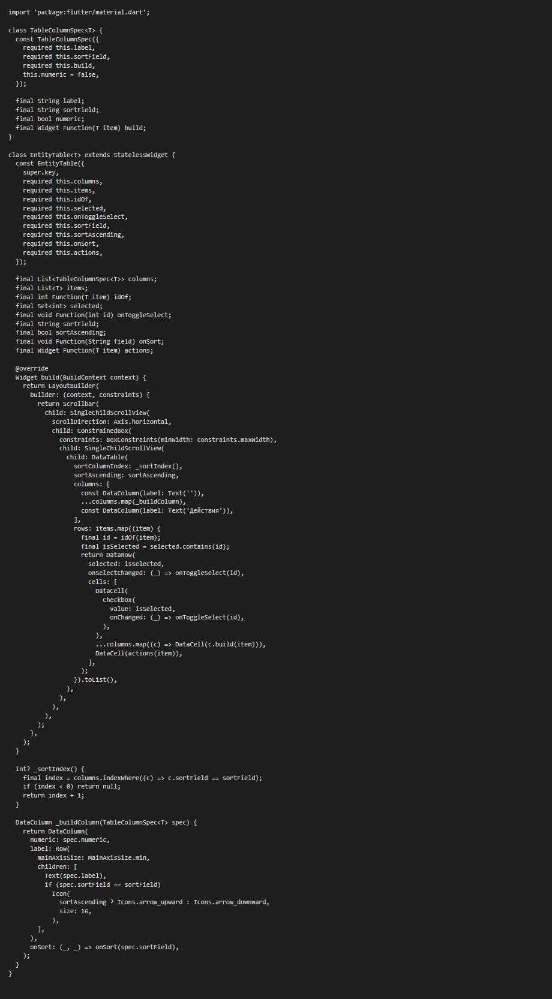 import 'package:flutter/material.dart';

class TableColumnSpec<T> {
  const TableColumnSpec({
    required this.label,
    required this.sortField,
    required this.build,
    this.numeric = false,
  });

  final String label;
  final String sortField;
  final bool numeric;
  final Widget Function(T item) build;
}

class EntityTable<T> extends StatelessWidget {
  const EntityTable({
    super.key,
    required this.columns,
    required this.items,
    required this.idOf,
    required this.selected,
    required this.onToggleSelect,
    required this.sortField,
    required this.sortAscending,
    required this.onSort,
    required this.actions,
  });

  final List<TableColumnSpec<T>> columns;
  final List<T> items;
  final int Function(T item) idOf;
  final Set<int> selected;
  final void Function(int id) onToggleSelect;
  final String sortField;
  final bool sortAscending;
  final void Function(String field) onSort;
  final Widget Function(T item) actions;

  @override
  Widget build(BuildContext context) {
    return LayoutBuilder(
      builder: (context, constraints) {
        return Scrollbar(
          child: SingleChildScrollView(
            scrollDirection: Axis.horizontal,
            child: ConstrainedBox(
              constraints: BoxConstraints(minWidth: constraints.maxWidth),
              child: SingleChildScrollView(
                child: DataTable(
                  sortColumnIndex: _sortIndex(),
                  sortAscending: sortAscending,
                  columns: [
                    const DataColumn(label: Text('')),
                    ...columns.map(_buildColumn),
                    const DataColumn(label: Text('Действия')),
                  ],
                  rows: items.map((item) {
                    final id = idOf(item);
                    final isSelected = selected.contains(id);
                    return DataRow(
                      selected: isSelected,
                      onSelectChanged: (_) => onToggleSelect(id),
                      cells: [
                        DataCell(
                          Checkbox(
                            value: isSelected,
                            onChanged: (_) => onToggleSelect(id),
                          ),
                        ),
                        ...columns.map((c) => DataCell(c.build(item))),
                        DataCell(actions(item)),
                      ],
                    );
                  }).toList(),
                ),
              ),
            ),
          ),
        );
      },
    );
  }

  int? _sortIndex() {
    final index = columns.indexWhere((c) => c.sortField == sortField);
    if (index < 0) return null;
    return index + 1;
  }

  DataColumn _buildColumn(TableColumnSpec<T> spec) {
    return DataColumn(
      numeric: spec.numeric,
      label: Row(
        mainAxisSize: MainAxisSize.min,
        children: [
          Text(spec.label),
          if (spec.sortField == sortField)
            Icon(
              sortAscending ? Icons.arrow_upward : Icons.arrow_downward,
              size: 16,
            ),
        ],
      ),
      onSort: (_, _) => onSort(spec.sortField),
    );
  }
}